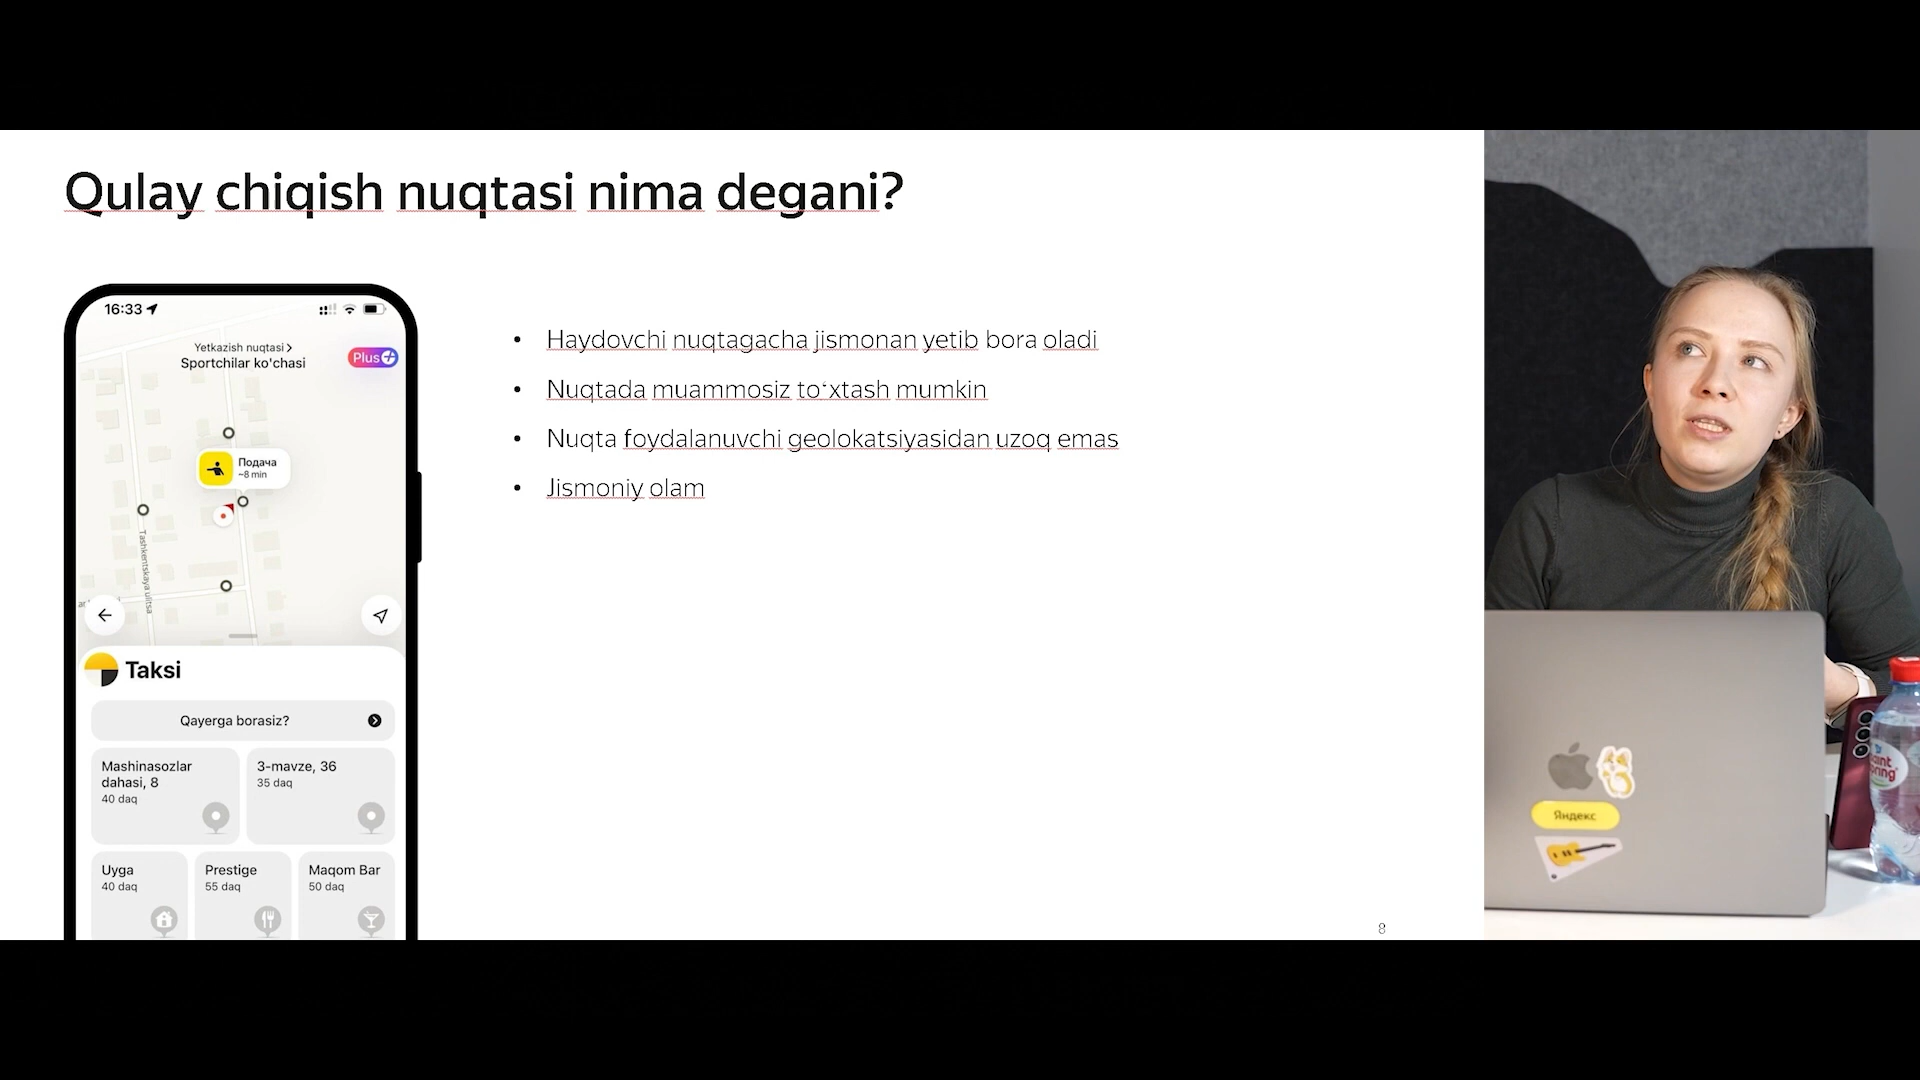 Qulay chiqish nuqtasi nima degani?
16:33
Yetkazish nuqtasi
Sportchilar ko'chasi
Plus
Подача
~8 min
Tashkentskaya ulitsa
Taksi
Qayerga borasiz?
Mashinasozlar
dahasi, 8
40 daq
3-mavze, 36
35 daq
Uyga
40 daq
Prestige
55 daq
Maqom Bar
50 daq
• Haydovchi nuqtagacha jismonan yetib bora oladi
• Nuqtada muammosiz toʻxtash mumkin
• Nuqta foydalanuvchi geolokatsiyasidan uzoq emas
• Jismoniy olam
8
Яндекс